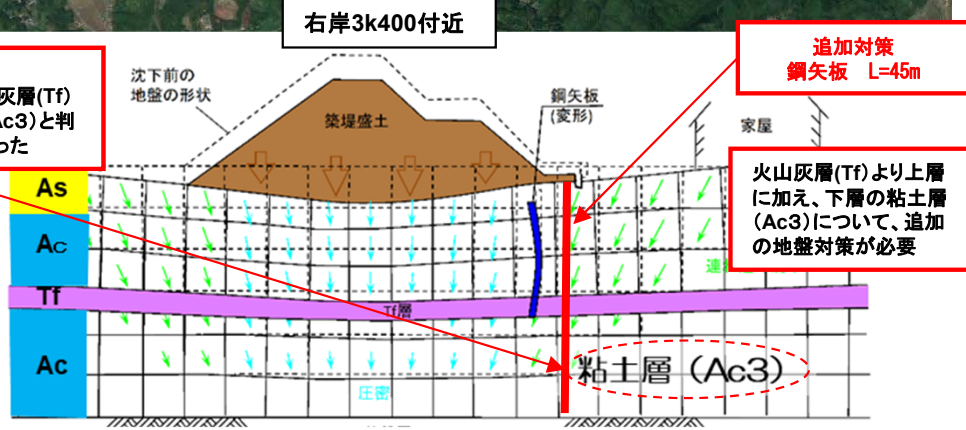 右岸3k400付近
追加対策
鋼矢板　L=45m
灰層(Tf)
Ac3）と判
った
沈下前の
地盤の形状
築堤盛土
鋼矢板
(変形)
家屋
火山灰層(Tf)より上層
に加え、下層の粘土層
（Ac3）について、追加
の地盤対策が必要
As
Ac
Tf
Tf層
Ac
粘土層（Ac3）
圧密